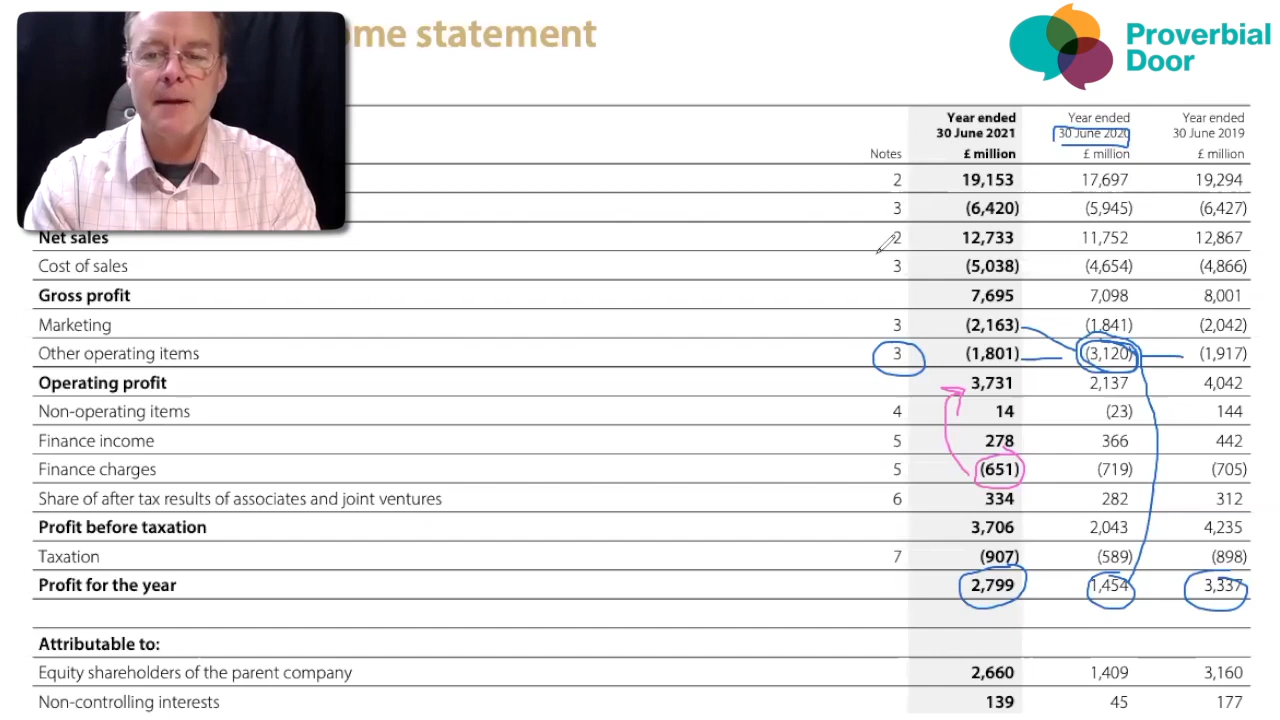 ome statement
Proverbial
Door
Year ended Year ended Year ended
30 June 2021 30 June 2020 30 June 2019
Notes £ million £ million £ million
2 19,153 17,697 19,294
3 (6,420) (5,945) (6,427)
Net sales 2 12,733 11,752 12,867
Cost of sales 3 (5,038) (4,654) (4,866)
Gross profit 7,695 7,098 8,001
Marketing 3 (2,163) (1,841) (2,042)
Other operating items 3 (1,801) (3,120) (1,917)
Operating profit 3,731 2,137 4,042
Non-operating items 4 14 (23) 144
Finance income 5 278 366 442
Finance charges 5 (651) (719) (705)
Share of after tax results of associates and joint ventures 6 334 282 312
Profit before taxation 3,706 2,043 4,235
Taxation 7 (907) (589) (898)
Profit for the year 2,799 1,454 3,337
Attributable to:
Equity shareholders of the parent company 2,660 1,409 3,160
Non-controlling interests 139 45 177